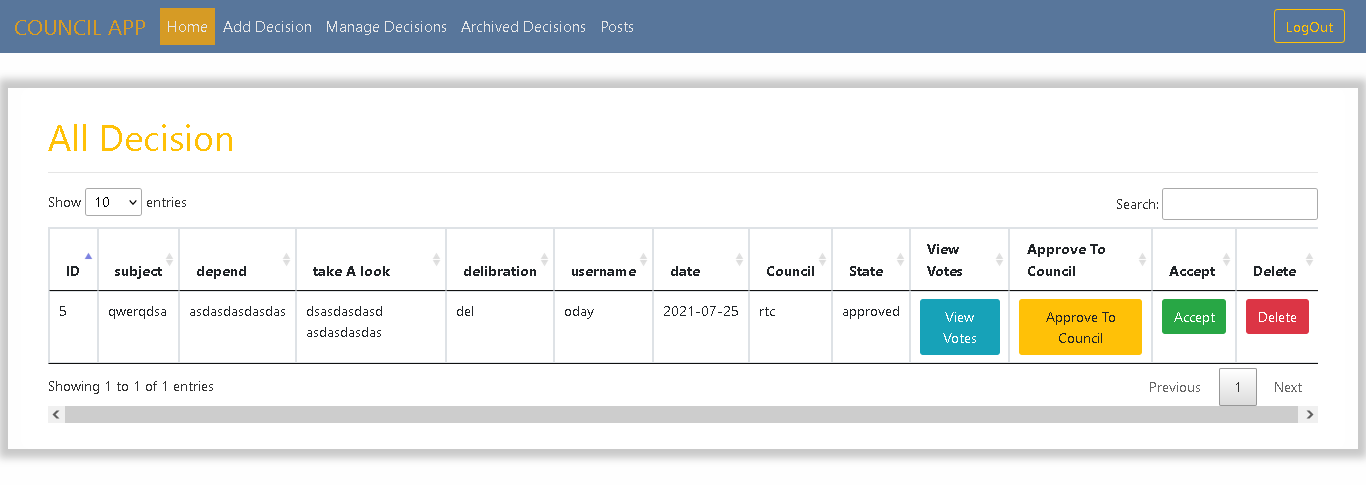 COUNCIL APP Home Add Decision Manage Decisions Archived Decisions Posts LogOut
All Decision
Show 10 entries Search:
ID subject depend take A look delibration username date Council State View Votes Approve To Council Accept Delete
5 qwerqdsa asdasdasdasdas dsasdasdasd asdasdasdas del oday 2021-07-25 rtc approved View Votes Approve To Council Accept Delete
Showing 1 to 1 of 1 entries Previous 1 Next